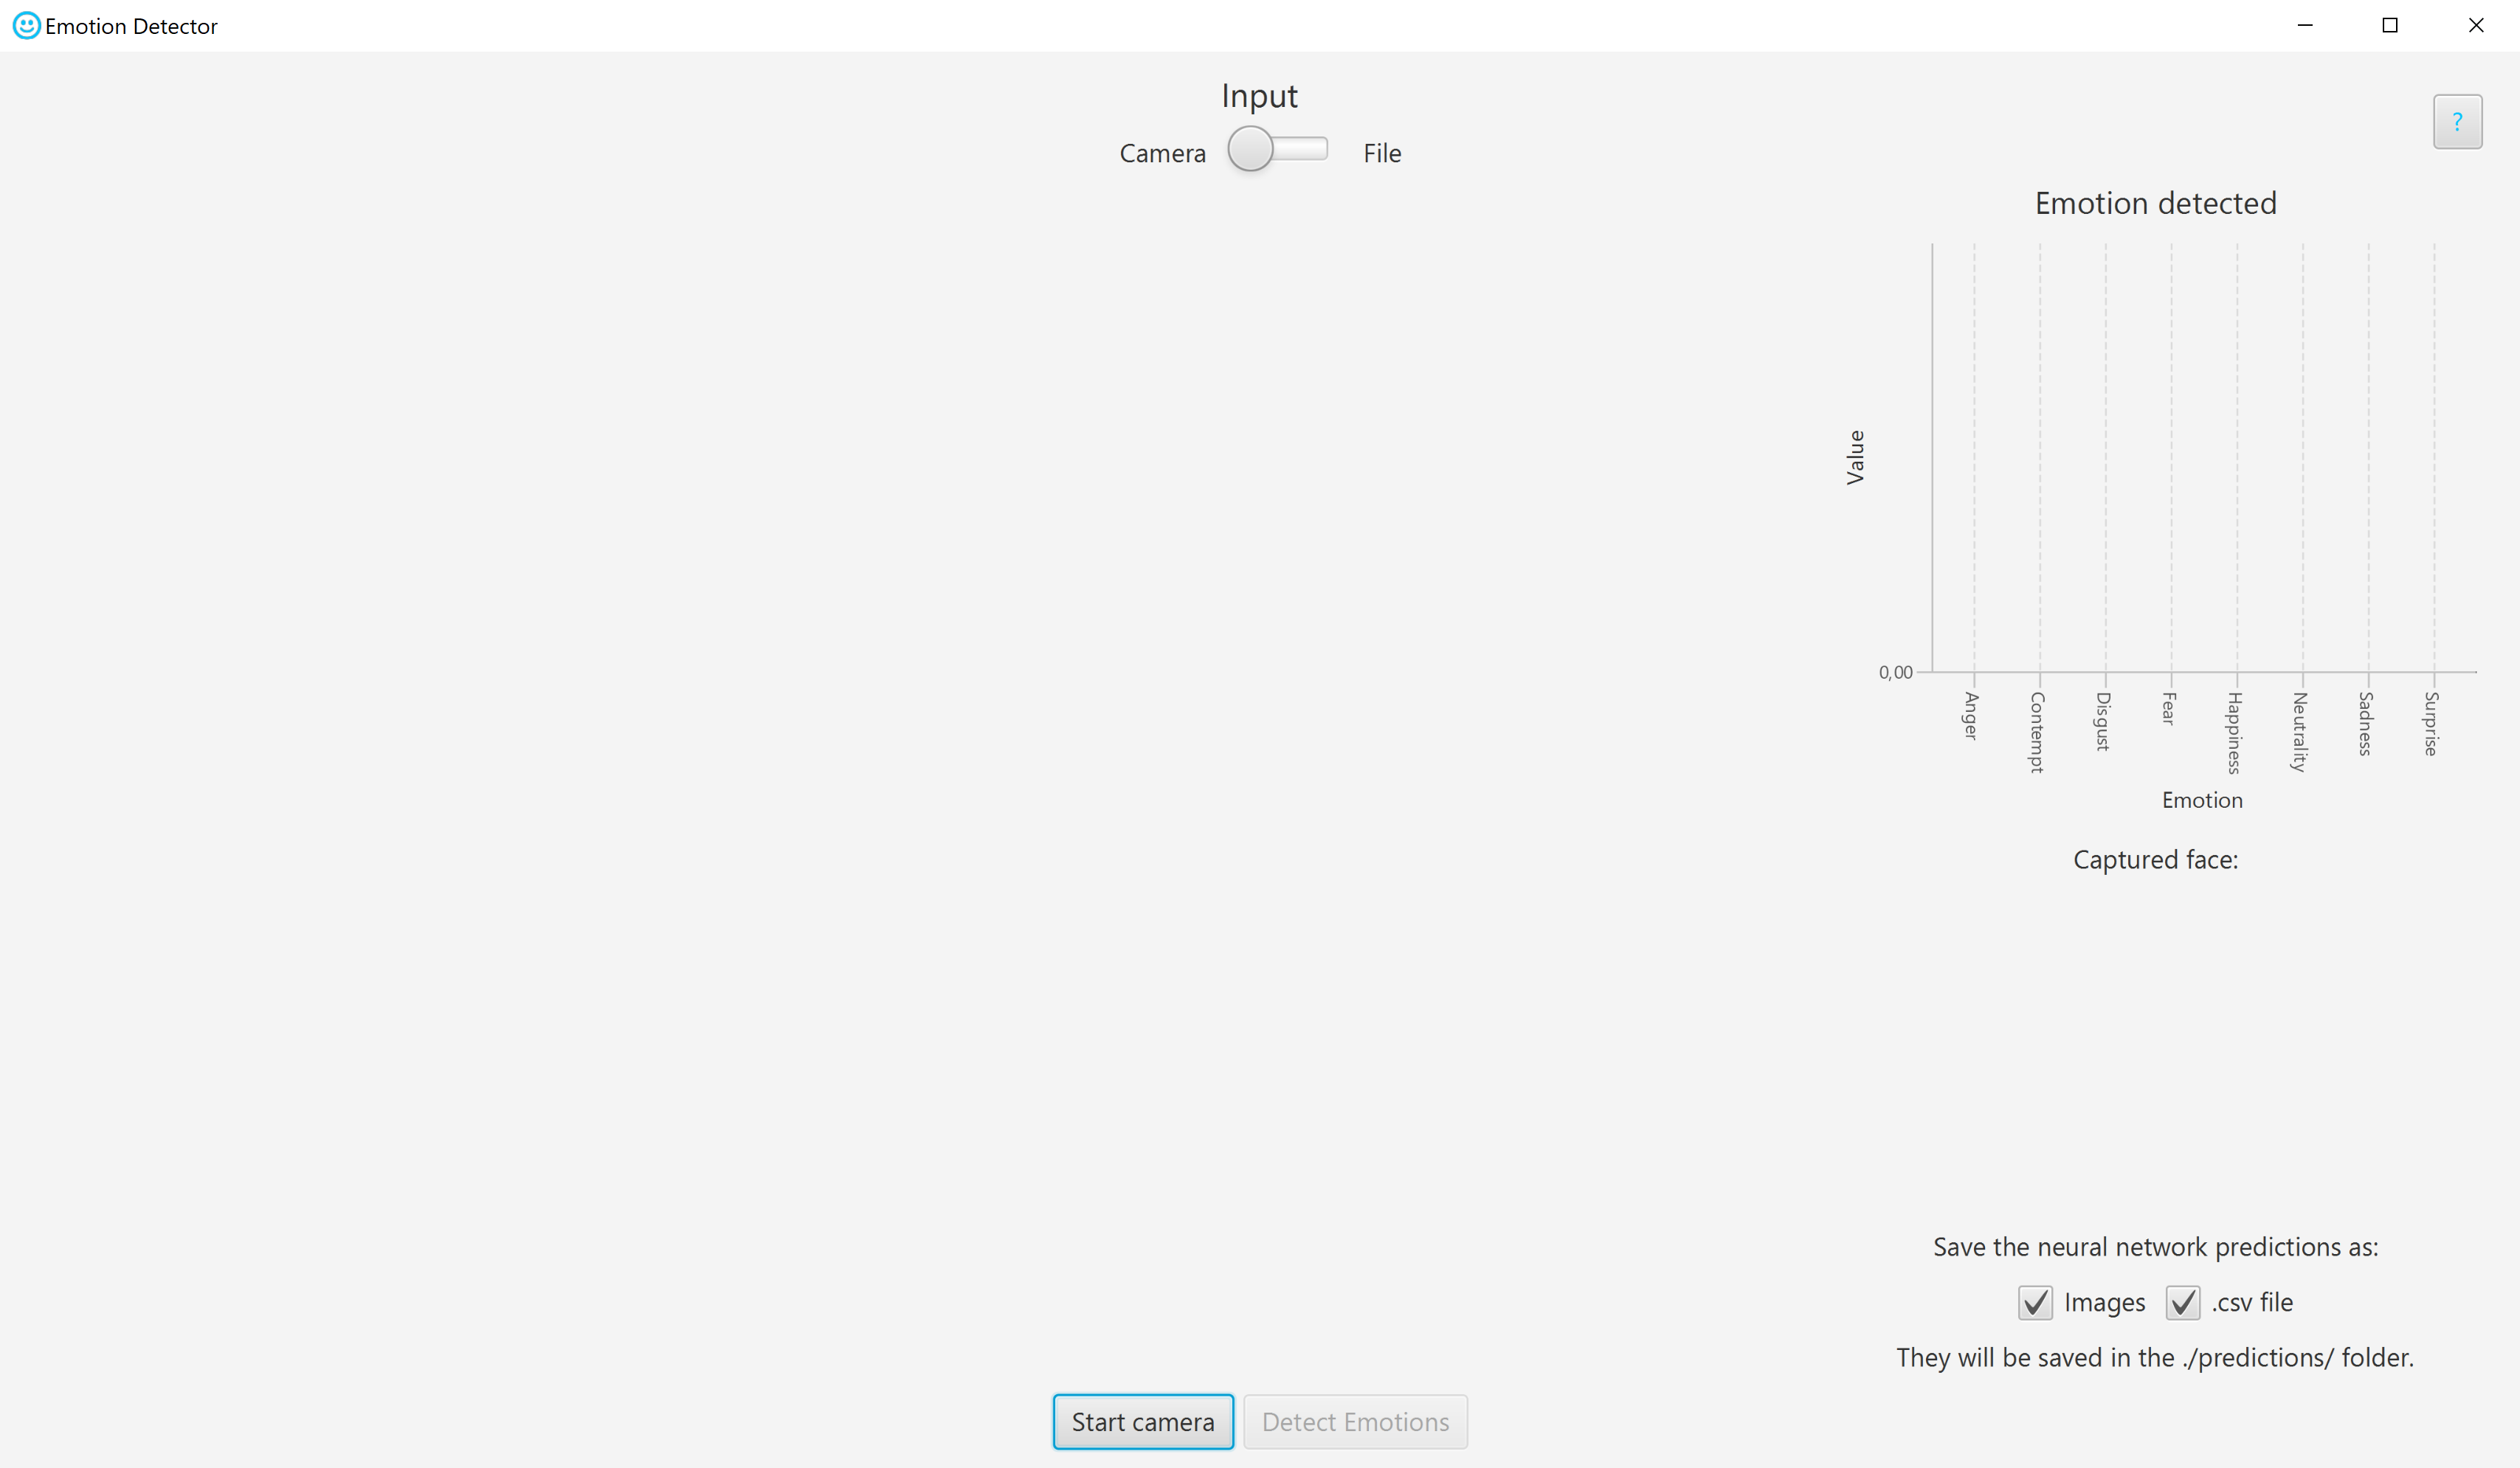 Emotion Detector
Input
Camera File
?
Emotion detected
Value
0,00
Anger
Contempt
Disgust
Fear
Happiness
Neutrality
Sadness
Surprise
Emotion
Captured face:
Save the neural network predictions as:
Images .csv file
They will be saved in the ./predictions/ folder.
Start camera Detect Emotions